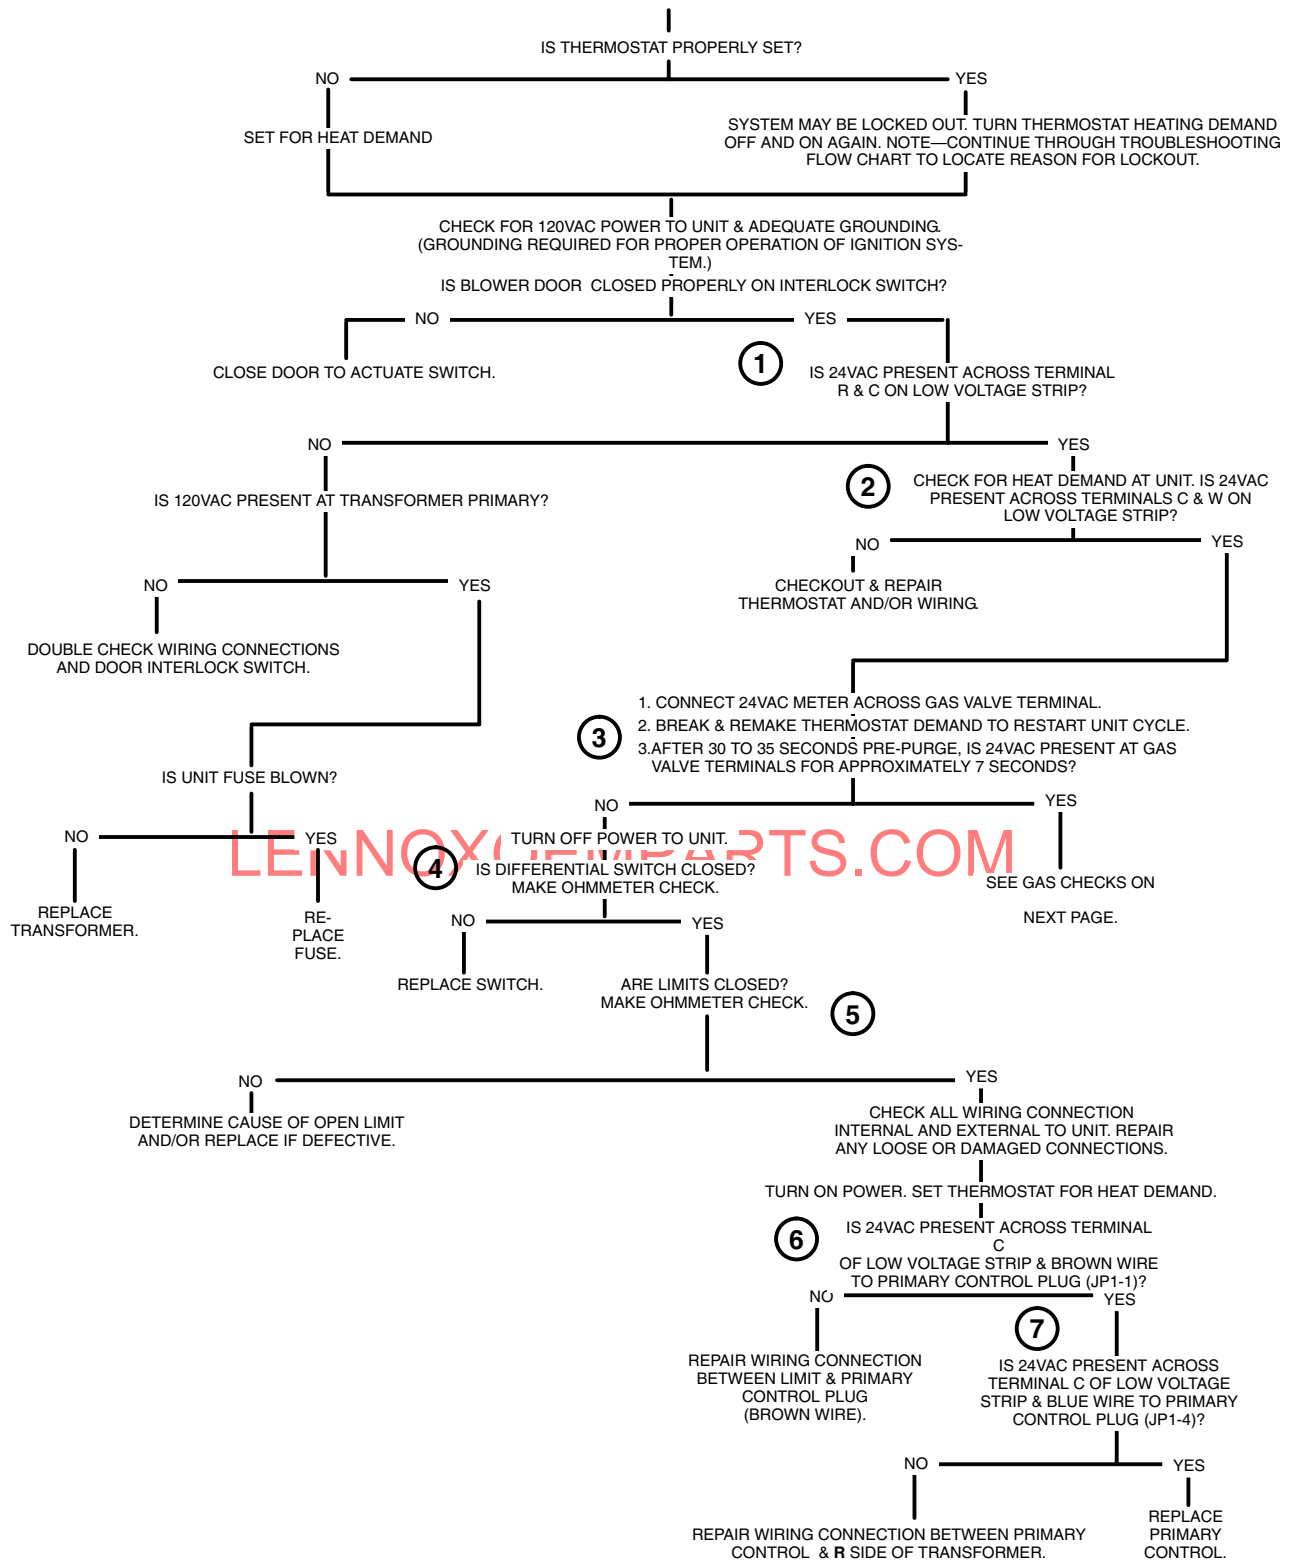 IS THERMOSTAT PROPERLY SET?
NO
YES
SET FOR HEAT DEMAND
SYSTEM MAY BE LOCKED OUT. TURN THERMOSTAT HEATING DEMAND
OFF AND ON AGAIN. NOTE—CONTINUE THROUGH TROUBLESHOOTING
FLOW CHART TO LOCATE REASON FOR LOCKOUT.
CHECK FOR 120VAC POWER TO UNIT & ADEQUATE GROUNDING.
(GROUNDING REQUIRED FOR PROPER OPERATION OF IGNITION SYS-
TEM.)
IS BLOWER DOOR CLOSED PROPERLY ON INTERLOCK SWITCH?
NO
YES
CLOSE DOOR TO ACTUATE SWITCH.
1
IS 24VAC PRESENT ACROSS TERMINAL
R & C ON LOW VOLTAGE STRIP?
NO
YES
IS 120VAC PRESENT AT TRANSFORMER PRIMARY?
2
CHECK FOR HEAT DEMAND AT UNIT. IS 24VAC
PRESENT ACROSS TERMINALS C & W ON
LOW VOLTAGE STRIP?
NO
YES
CHECKOUT & REPAIR
THERMOSTAT AND/OR WIRING.
NO
YES
DOUBLE CHECK WIRING CONNECTIONS
AND DOOR INTERLOCK SWITCH.
3
1. CONNECT 24VAC METER ACROSS GAS VALVE TERMINAL.
2. BREAK & REMAKE THERMOSTAT DEMAND TO RESTART UNIT CYCLE.
3.AFTER 30 TO 35 SECONDS PRE-PURGE, IS 24VAC PRESENT AT GAS
VALVE TERMINALS FOR APPROXIMATELY 7 SECONDS?
IS UNIT FUSE BLOWN?
NO
YES
NO
YES
LENNOXOEMPARTS.COM
TURN OFF POWER TO UNIT.
4
IS DIFFERENTIAL SWITCH CLOSED?
MAKE OHMMETER CHECK.
SEE GAS CHECKS ON
NEXT PAGE.
REPLACE
TRANSFORMER.
RE-
PLACE
FUSE.
NO
YES
REPLACE SWITCH.
ARE LIMITS CLOSED?
MAKE OHMMETER CHECK.
5
NO
YES
DETERMINE CAUSE OF OPEN LIMIT
AND/OR REPLACE IF DEFECTIVE.
CHECK ALL WIRING CONNECTION
INTERNAL AND EXTERNAL TO UNIT. REPAIR
ANY LOOSE OR DAMAGED CONNECTIONS.
TURN ON POWER. SET THERMOSTAT FOR HEAT DEMAND.
6
IS 24VAC PRESENT ACROSS TERMINAL
C
OF LOW VOLTAGE STRIP & BROWN WIRE
TO PRIMARY CONTROL PLUG (JP1-1)?
NO
YES
7
REPAIR WIRING CONNECTION
BETWEEN LIMIT & PRIMARY
CONTROL PLUG
(BROWN WIRE).
IS 24VAC PRESENT ACROSS
TERMINAL C OF LOW VOLTAGE
STRIP & BLUE WIRE TO PRIMARY
CONTROL PLUG (JP1-4)?
NO
YES
REPAIR WIRING CONNECTION BETWEEN PRIMARY
CONTROL & R SIDE OF TRANSFORMER.
REPLACE
PRIMARY
CONTROL.